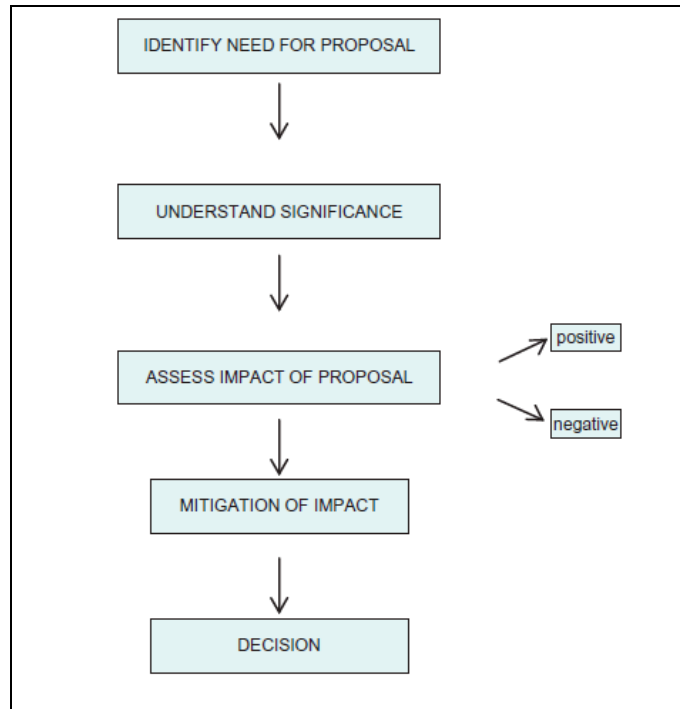 IDENTIFY NEED FOR PROPOSAL
UNDERSTAND SIGNIFICANCE
positive
ASSESS IMPACT OF PROPOSAL
negative
MITIGATION OF IMPACT
DECISION